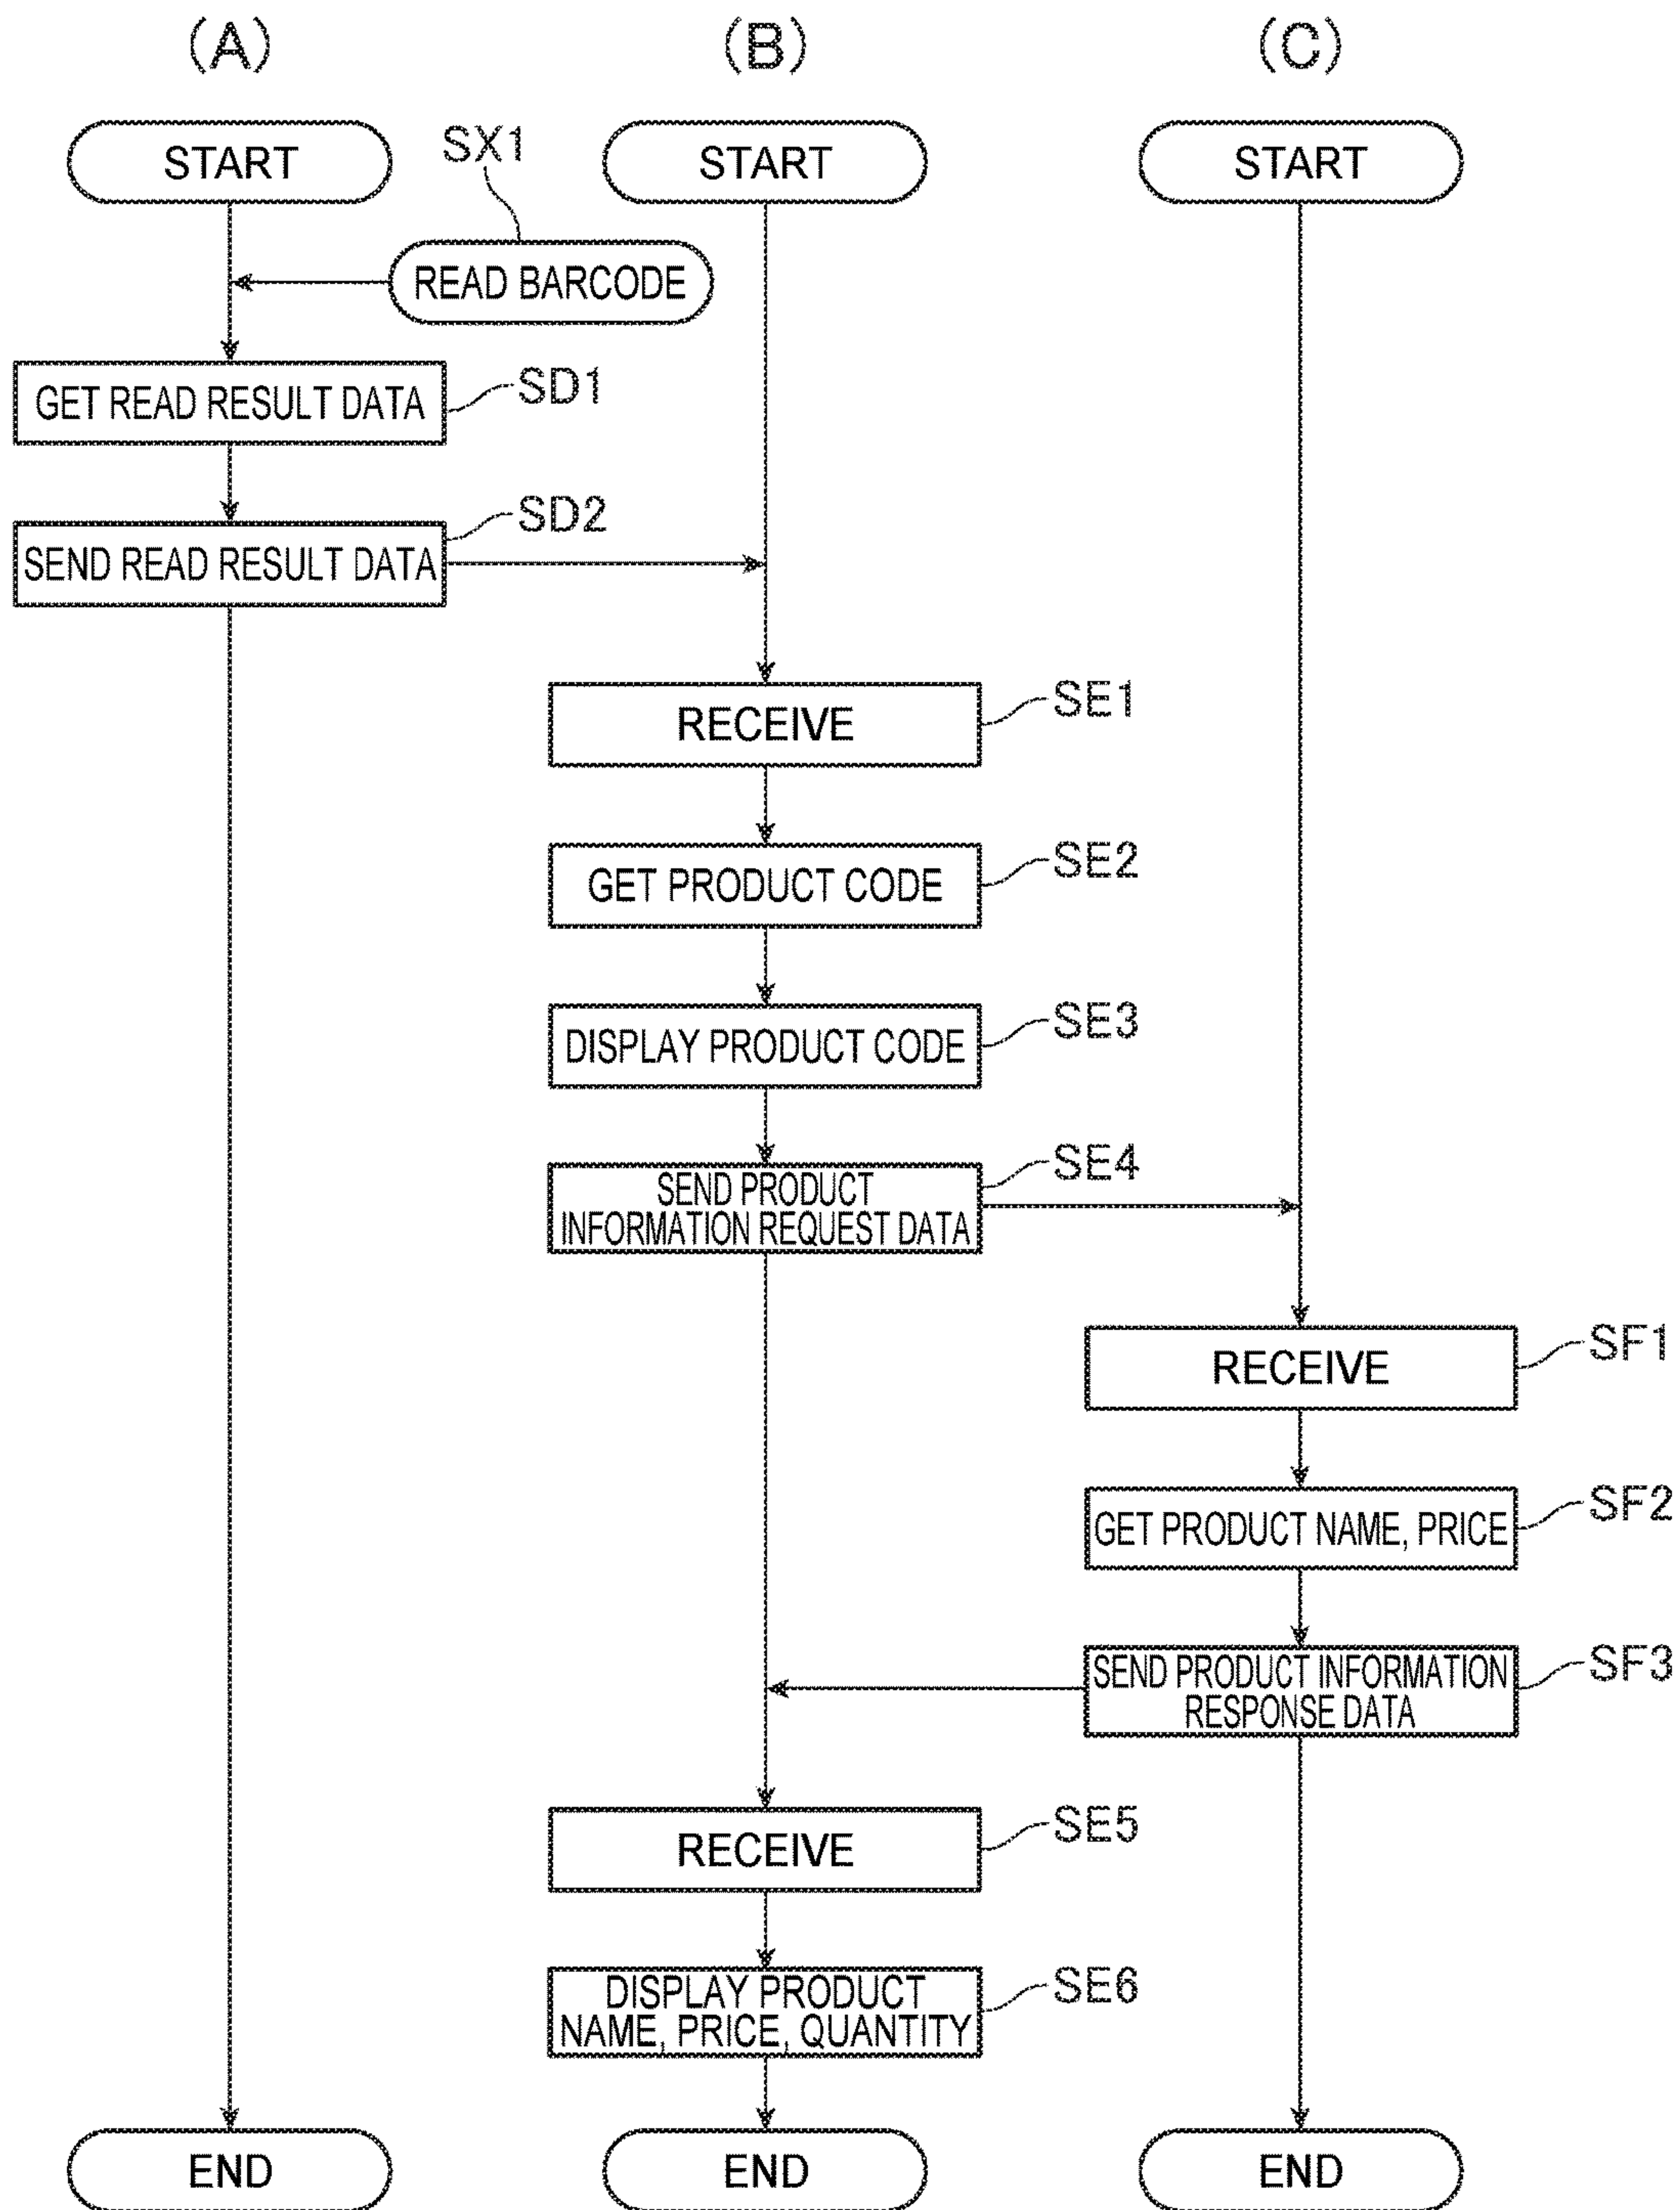 (A)
(B)
(C)
START
SX1
START
START
READ BARCODE
GET READ RESULT DATA
SD1
SEND READ RESULT DATA
SD2
RECEIVE
SE1
GET PRODUCT CODE
SE2
DISPLAY PRODUCT CODE
SE3
SEND PRODUCT
INFORMATION REQUEST DATA
SE4
RECEIVE
SF1
GET PRODUCT NAME, PRICE
SF2
SEND PRODUCT INFORMATION
RESPONSE DATA
SF3
RECEIVE
SE5
DISPLAY PRODUCT
NAME, PRICE, QUANTITY
SE6
END
END
END